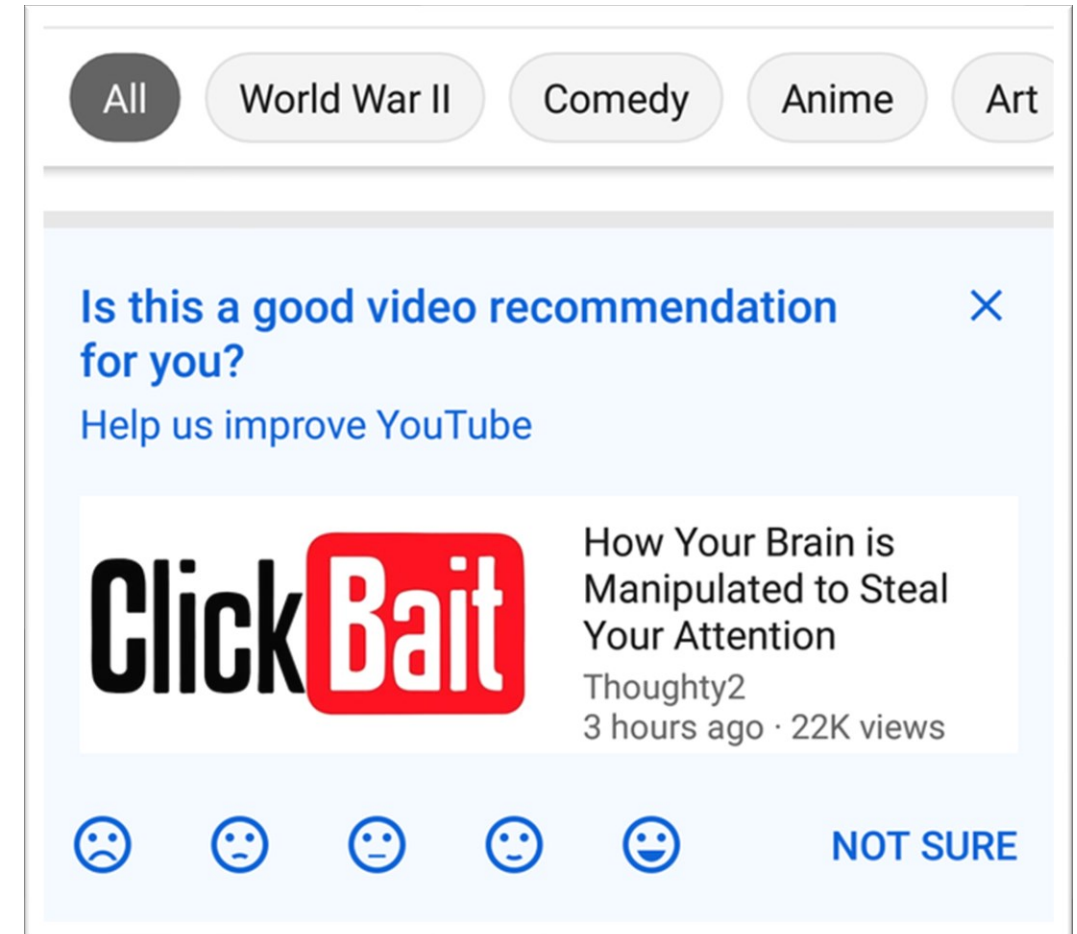 All World War II Comedy Anime Art
Is this a good video recommendation
for you?
Help us improve YouTube
ClickBait
How Your Brain is
Manipulated to Steal
Your Attention
Thoughty2
3 hours ago · 22K views
NOT SURE